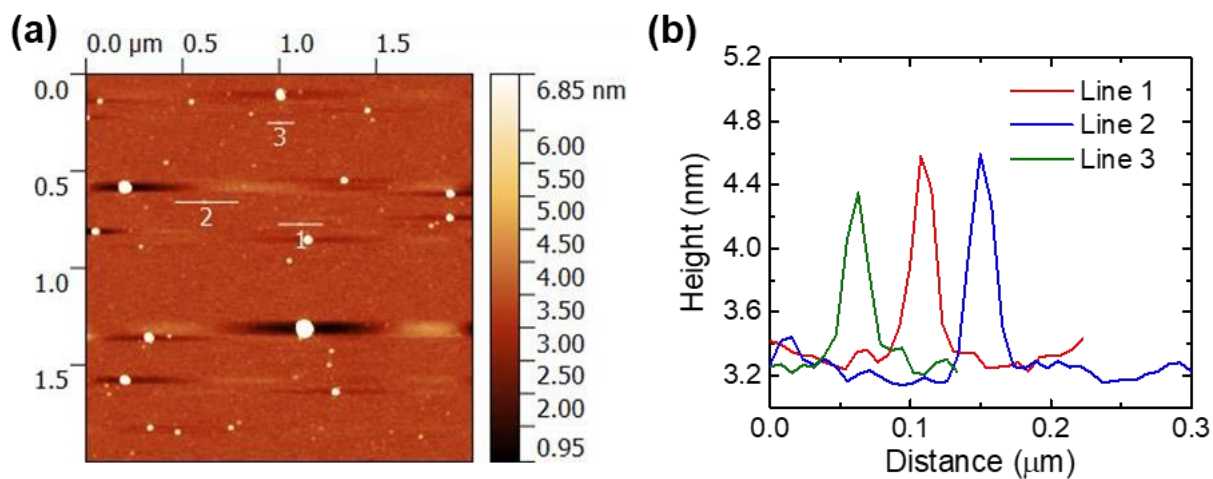 (a)
0.0 µm 0.5 1.0 1.5
0.0
0.5
1.0
1.5
3
2
1
6.85 nm
6.00
5.50
5.00
4.50
4.00
3.50
3.00
2.50
2.00
0.95
(b)
5.2
4.8
4.4
4.0
3.6
3.2
Height (nm)
Line 1
Line 2
Line 3
0.0 0.1 0.2 0.3
Distance (µm)